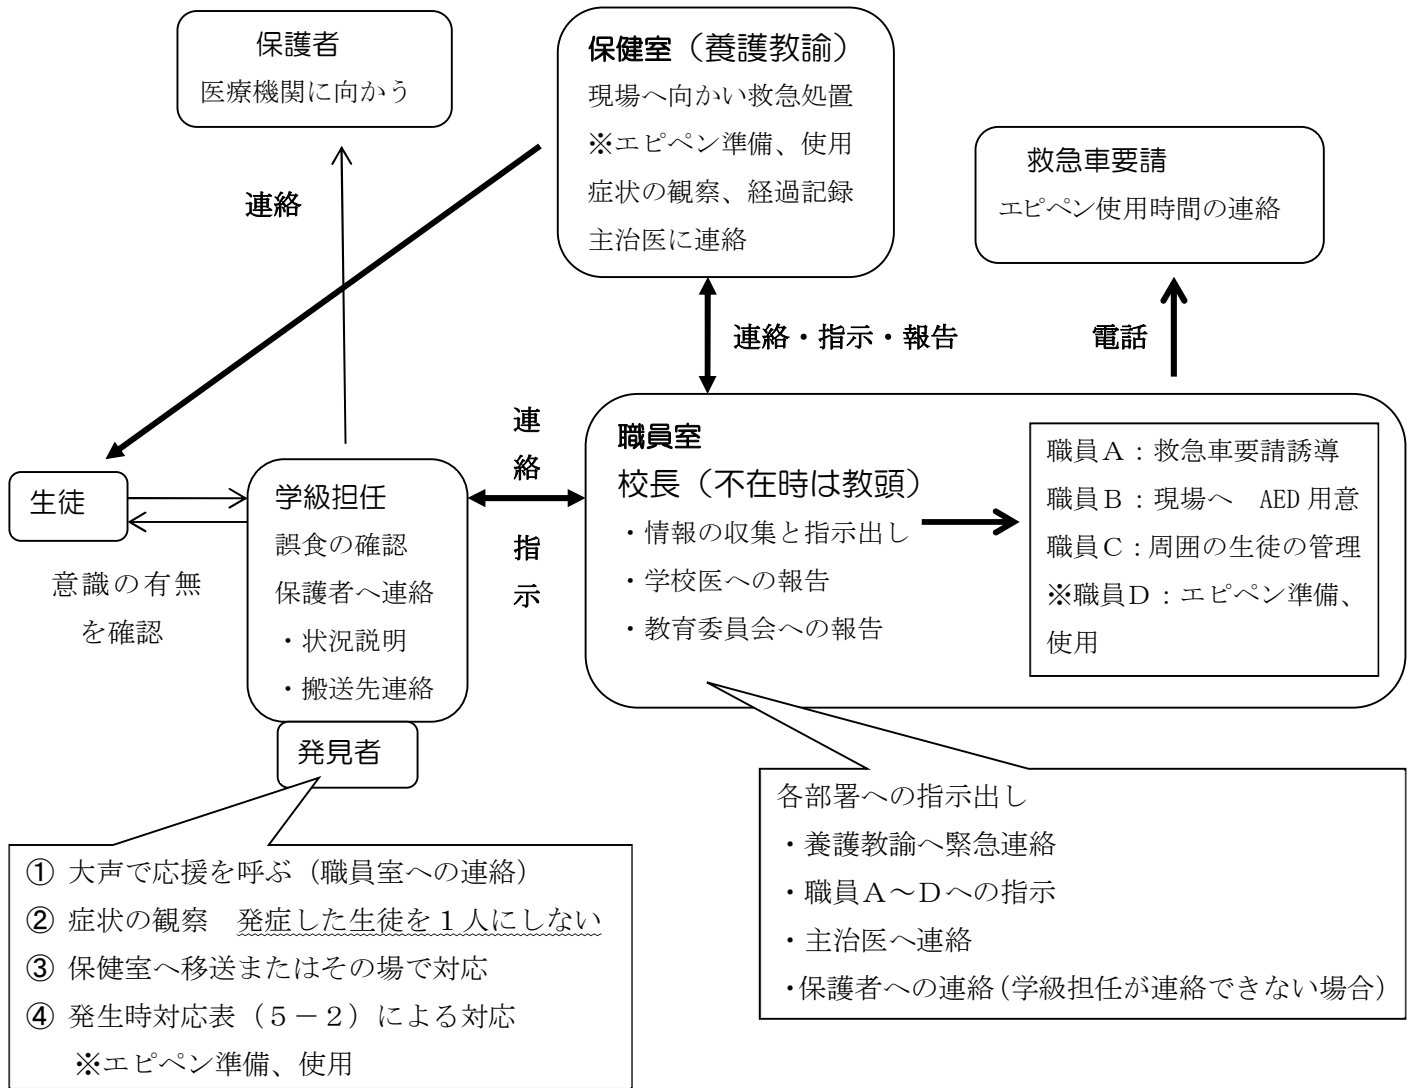 保護者
医療機関に向かう
保健室（養護教諭）
現場へ向かい救急処置
※エピペン準備、使用
症状の観察、経過記録
主治医に連絡
救急車要請
エピペン使用時間の連絡
連絡
連絡・指示・報告
電話
連絡
指示
生徒
意識の有無
を確認
学級担任
誤食の確認
保護者へ連絡
・状況説明
・搬送先連絡
発見者
職員室
校長（不在時は教頭）
・情報の収集と指示出し
・学校医への報告
・教育委員会への報告
職員Ａ：救急車要請誘導
職員Ｂ：現場へ　AED 用意
職員Ｃ：周囲の生徒の管理
※職員Ｄ：エピペン準備、
使用
① 大声で応援を呼ぶ（職員室への連絡）
② 症状の観察　発症した生徒を１人にしない
③ 保健室へ移送またはその場で対応
④ 発生時対応表（５－２）による対応
※エピペン準備、使用
各部署への指示出し
・養護教諭へ緊急連絡
・職員Ａ～Ｄへの指示
・主治医へ連絡
・保護者への連絡（学級担任が連絡できない場合）